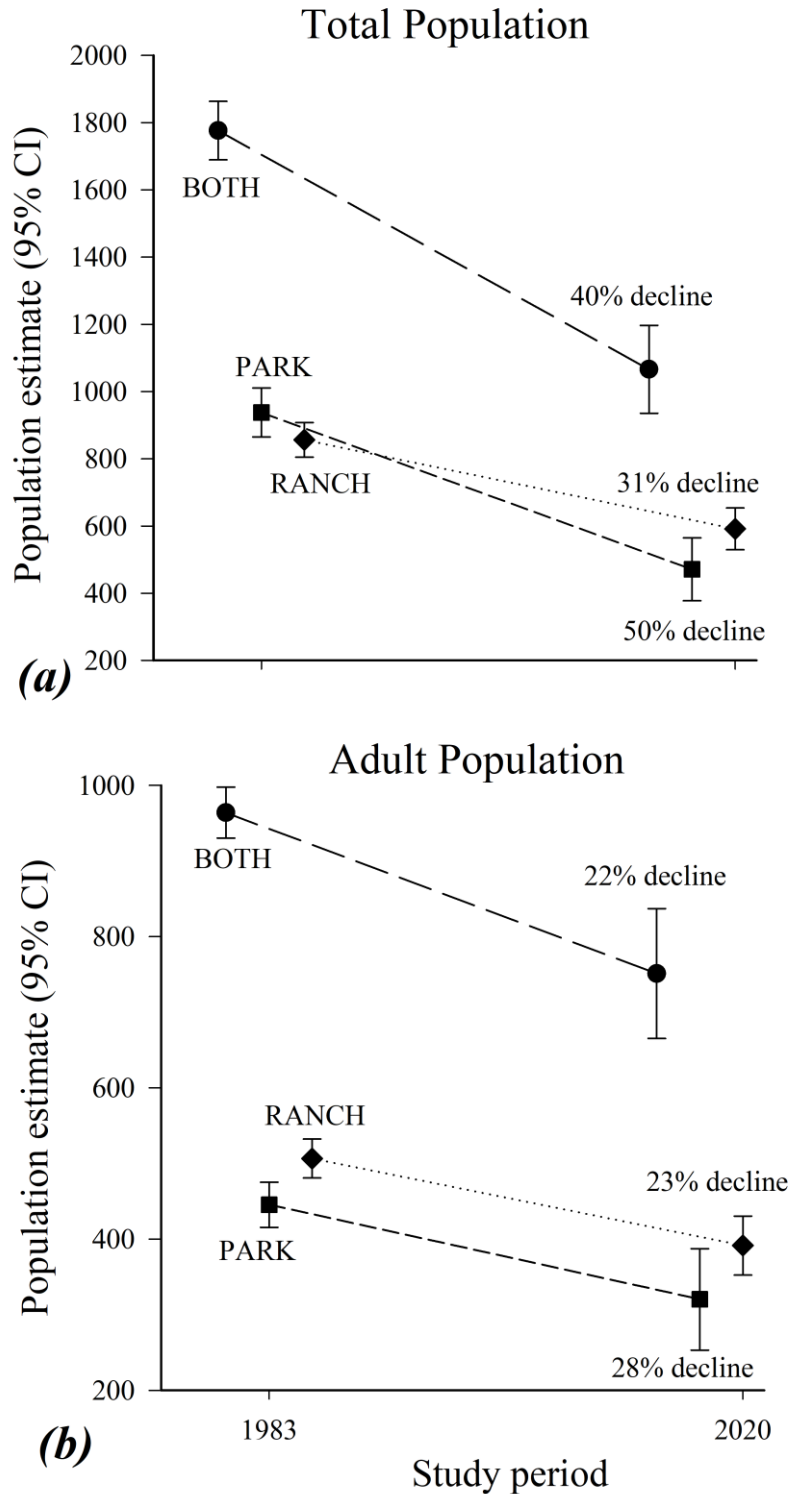 Total Population
Population estimate (95% CI)
2000
1800
1600
1400
1200
1000
800
600
400
200
BOTH
40% decline
PARK
RANCH
31% decline
50% decline
(a)
Adult Population
Population estimate (95% CI)
1000
800
600
400
200
BOTH
22% decline
RANCH
23% decline
PARK
28% decline
1983
2020
(b)
Study period